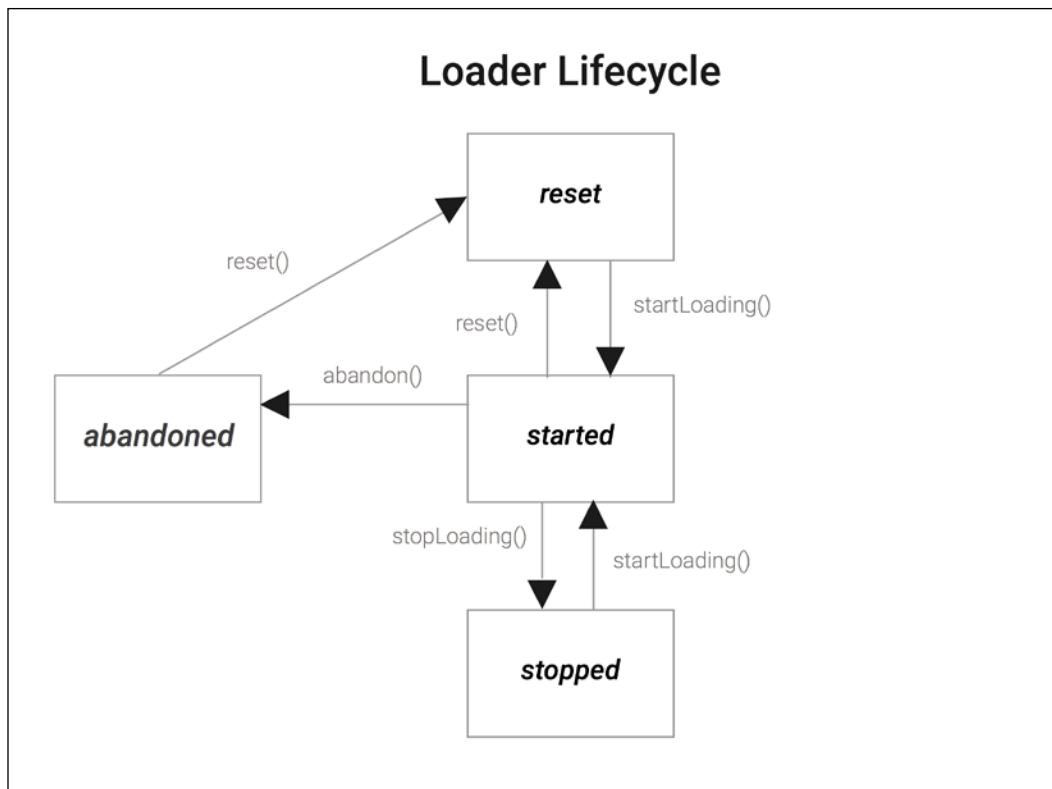 Loader Lifecycle
reset
reset()
reset()
startLoading()
abandon()
abandoned
started
stopLoading()
startLoading()
stopped